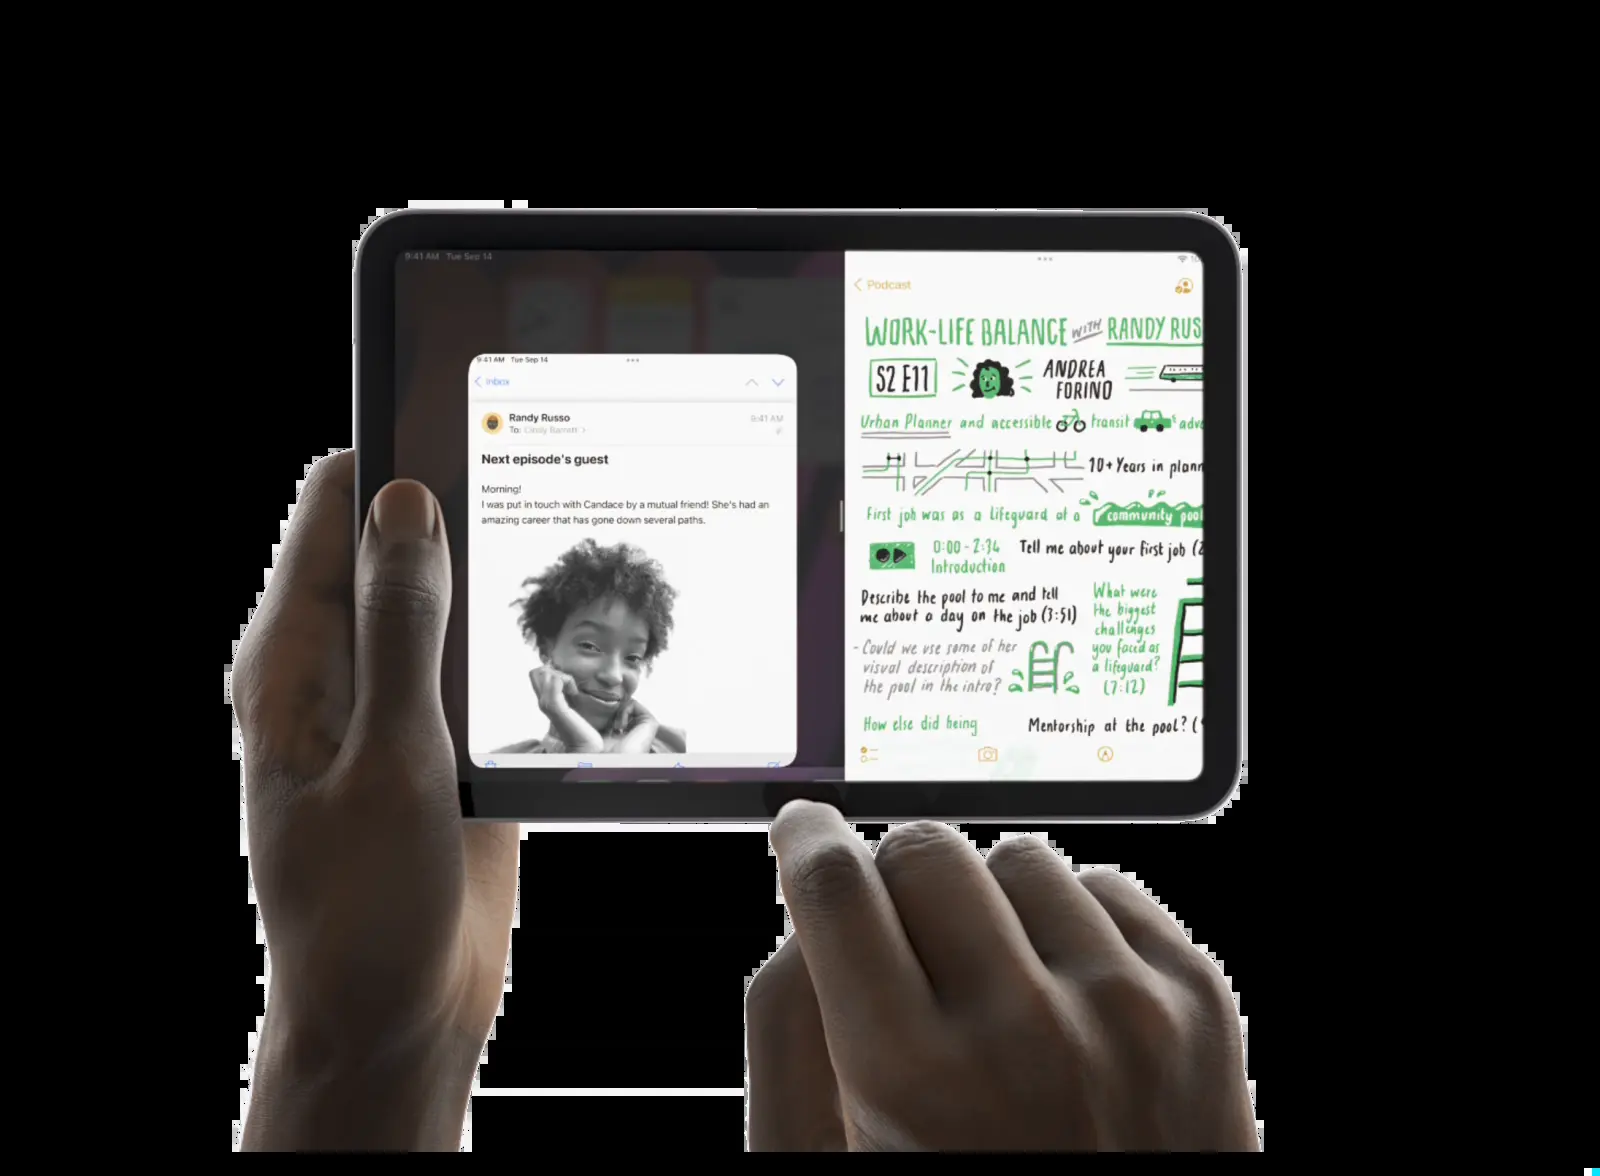 9:41 AM Tue Sep 14
9:41 AM Tue Sep 14
Inbox
Randy Russo
9:41 AM
To: Cindy Barrett >
Next episode's guest
Morning!
I was put in touch with Candace by a mutual friend! She's had an
amazing career that has gone down several paths.
Podcast
WORK-LIFE BALANCE WITH RANDY RUS
S2 E11
ANDREA
FORINO
Urban Planner and accessible transit adv
10+ Years in plann
First job was as a lifeguard at a community pool
0:00-2:34
Introduction
Tell me about your first job (2
Describe the pool to me and tell
me about a day on the job (3:51)
What were
the biggest
challenges
you faced as
a lifeguard?
(7:12)
- Could we use some of her
visual description of
the pool in the intro?
How else did being
Mentorship at the pool? (